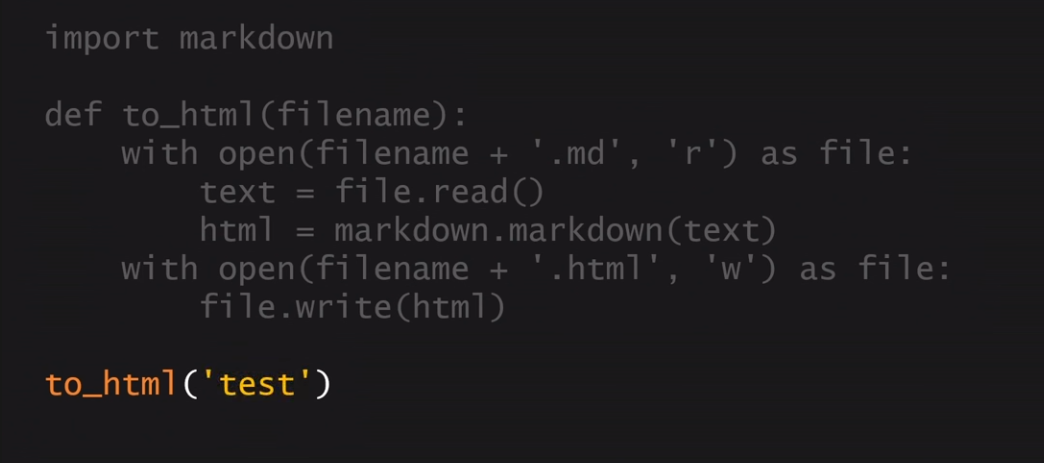 import markdown
def to_html(filename):
    with open(filename + '.md', 'r') as file:
        text = file.read()
        html = markdown.markdown(text)
    with open(filename + '.html', 'w') as file:
        file.write(html)
to_html('test')